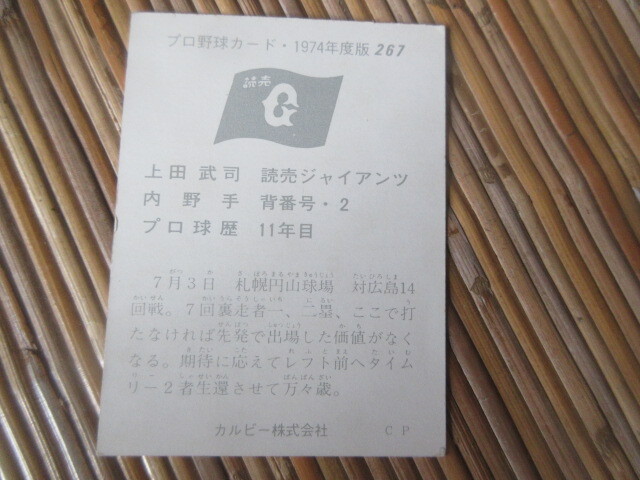 プロ野球カード・1974年度版 267
読売
G
上田武司 読売ジャイアンツ
内野手 背番号・2
プロ球歴 11年目
7月3日 札幌円山球場 対広島14
回戦。7回裏走者一、二塁、ここで打
たなければ先発で出場した価値がなく
なる。期待に応えてレフト前へタイム
リー2者生還させて万々歳。
カルビー株式会社 CP